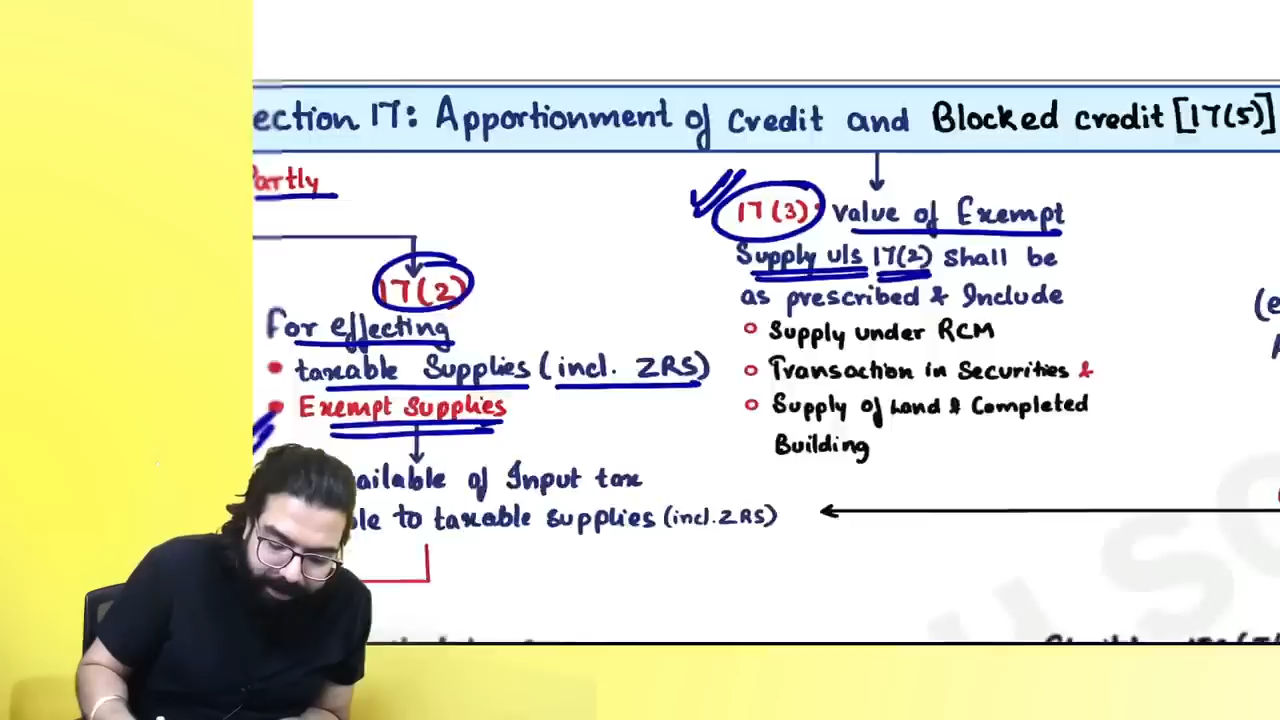 ection 17: Apportionment of Credit and Blocked credit [17(5)]
Partly
17(2)
For effecting
• taxable Supplies (incl. ZRS)
• Exempt Supplies
ailable of Input tax
ble to taxable supplies (incl. ZRS)
17(3): Value of Exempt
Supply u/s 17(2) Shall be
as prescribed & Include
○ Supply under RCM
○ Transaction in Securities &
○ Supply of Land & Completed
Building
(e